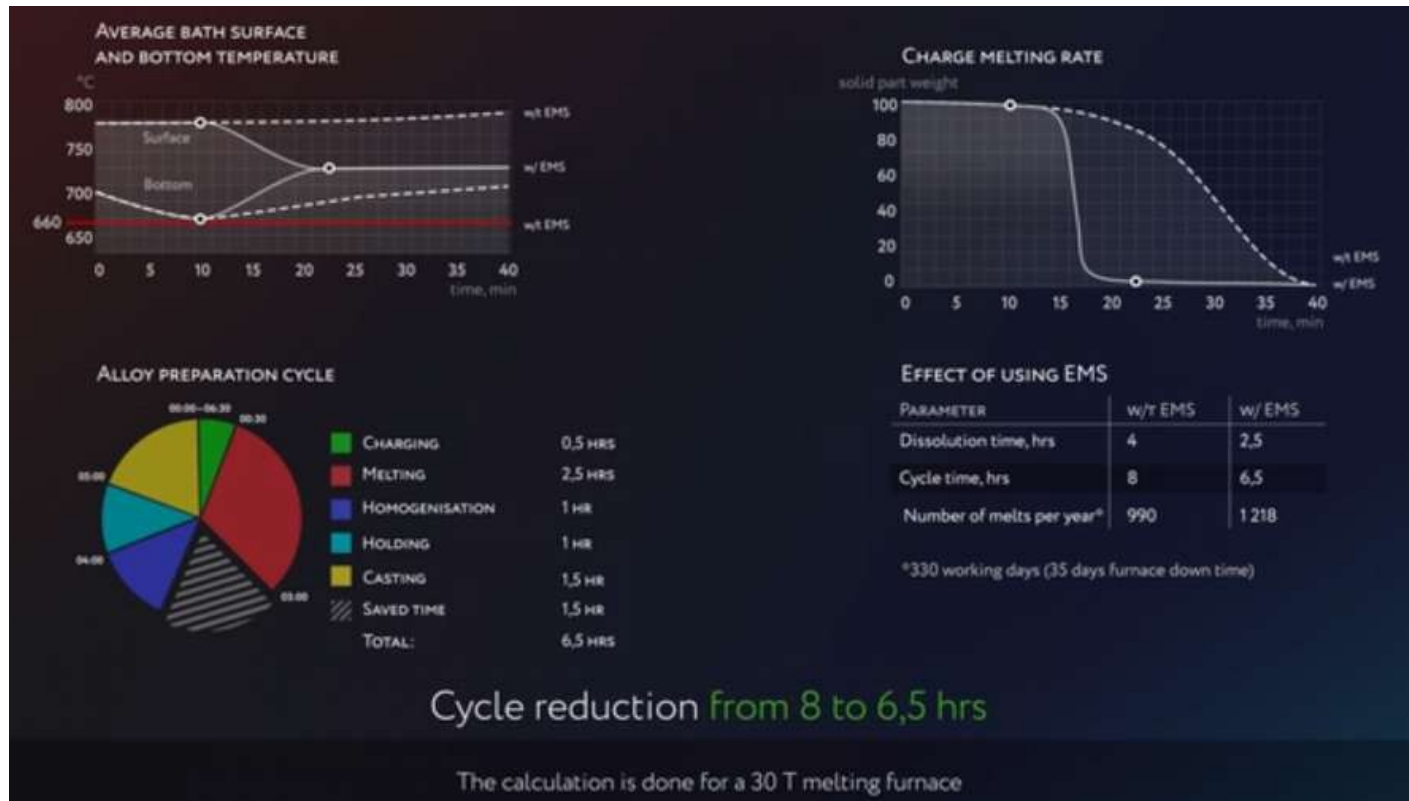 AVERAGE BATH SURFACE
AND BOTTOM TEMPERATURE
°C
800
750
700
660
650
Surface
Bottom
w/t EMS
w/ EMS
w/t EMS
0 5 10 15 20 25 30 35 40
time, min
CHARGE MELTING RATE
solid part weight
100
80
60
40
20
0
w/t EMS
w/ EMS
0 5 10 15 20 25 30 35 40
time, min
ALLOY PREPARATION CYCLE
00:00–06:30
00:30
03:00
04:00
05:00
CHARGING 0,5 HRS
MELTING 2,5 HRS
HOMOGENISATION 1 HR
HOLDING 1 HR
CASTING 1,5 HR
SAVED TIME 1,5 HR
TOTAL: 6,5 HRS
EFFECT OF USING EMS
PARAMETER w/T EMS w/ EMS
Dissolution time, hrs 4 2,5
Cycle time, hrs 8 6,5
Number of melts per year* 990 1 218
*330 working days (35 days furnace down time)
Cycle reduction from 8 to 6,5 hrs
The calculation is done for a 30 T melting furnace